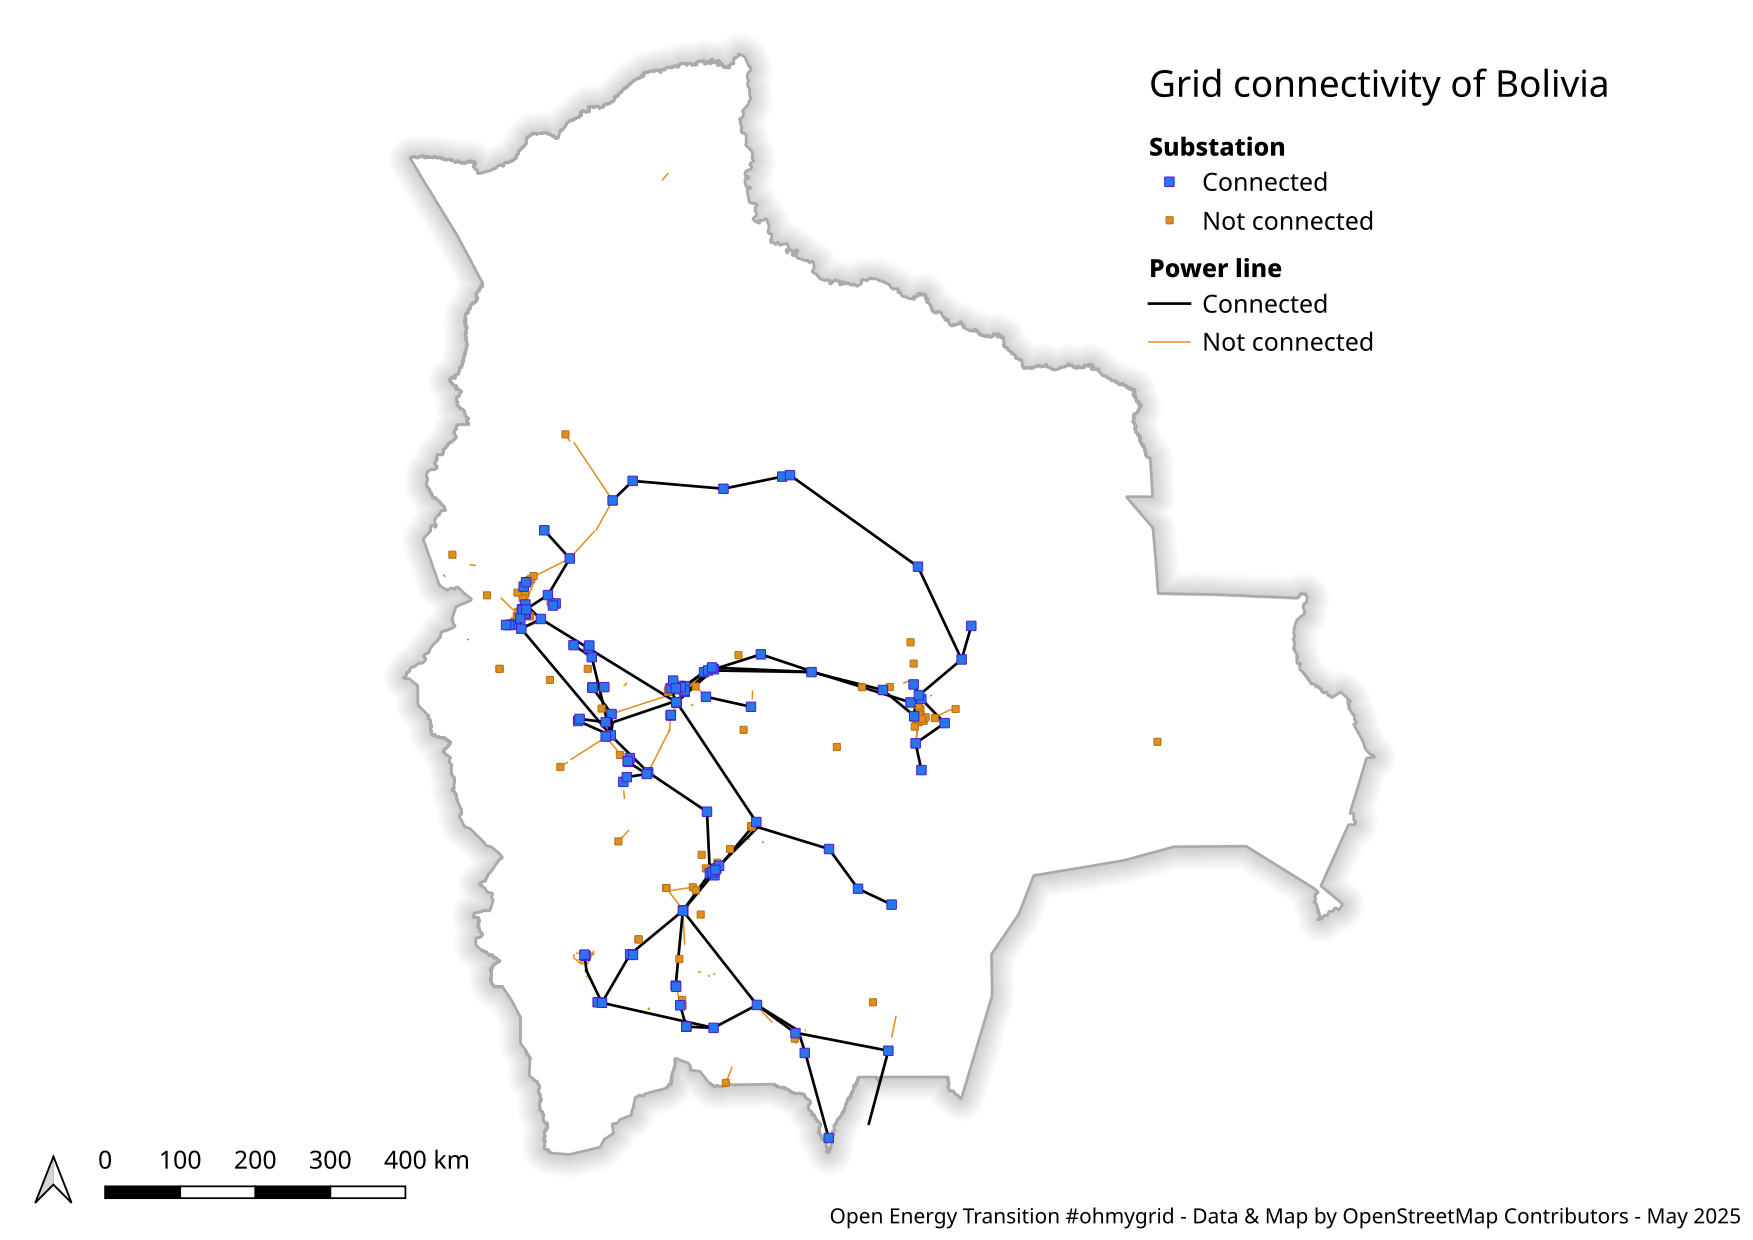 Grid connectivity of Bolivia
Substation
Connected
Not connected
Power line
Connected
Not connected
0 100 200 300 400 km
Open Energy Transition #ohmygrid - Data & Map by OpenStreetMap Contributors - May 2025